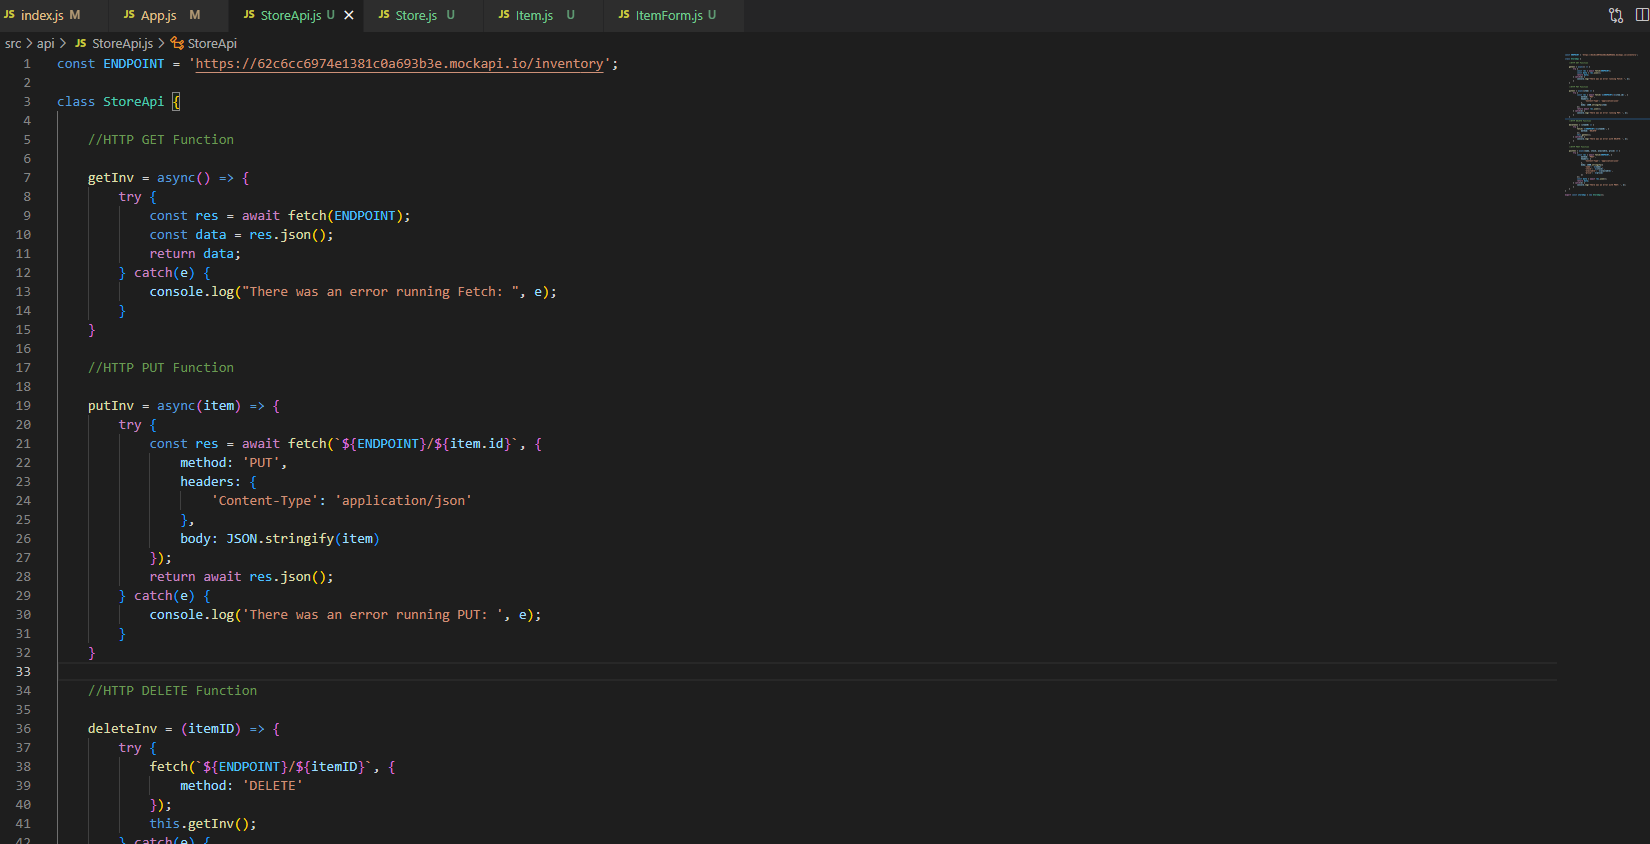 JS index.js M JS App.js M JS StoreApi.js U JS Store.js U JS Item.js U JS ItemForm.js U
src > api > JS StoreApi.js > StoreApi
1 const ENDPOINT = 'https://62c6cc6974e1381c0a693b3e.mockapi.io/inventory';
2
3 class StoreApi {
4
5 //HTTP GET Function
6
7 getInv = async() => {
8 try {
9 const res = await fetch(ENDPOINT);
10 const data = res.json();
11 return data;
12 } catch(e) {
13 console.log("There was an error running Fetch: ", e);
14 }
15 }
16
17 //HTTP PUT Function
18
19 putInv = async(item) => {
20 try {
21 const res = await fetch(`${ENDPOINT}/${item.id}`, {
22 method: 'PUT',
23 headers: {
24 'Content-Type': 'application/json'
25 },
26 body: JSON.stringify(item)
27 });
28 return await res.json();
29 } catch(e) {
30 console.log('There was an error running PUT: ', e);
31 }
32 }
33
34 //HTTP DELETE Function
35
36 deleteInv = (itemID) => {
37 try {
38 fetch(`${ENDPOINT}/${itemID}`, {
39 method: 'DELETE'
40 });
41 this.getInv();
42 } catch(e) {